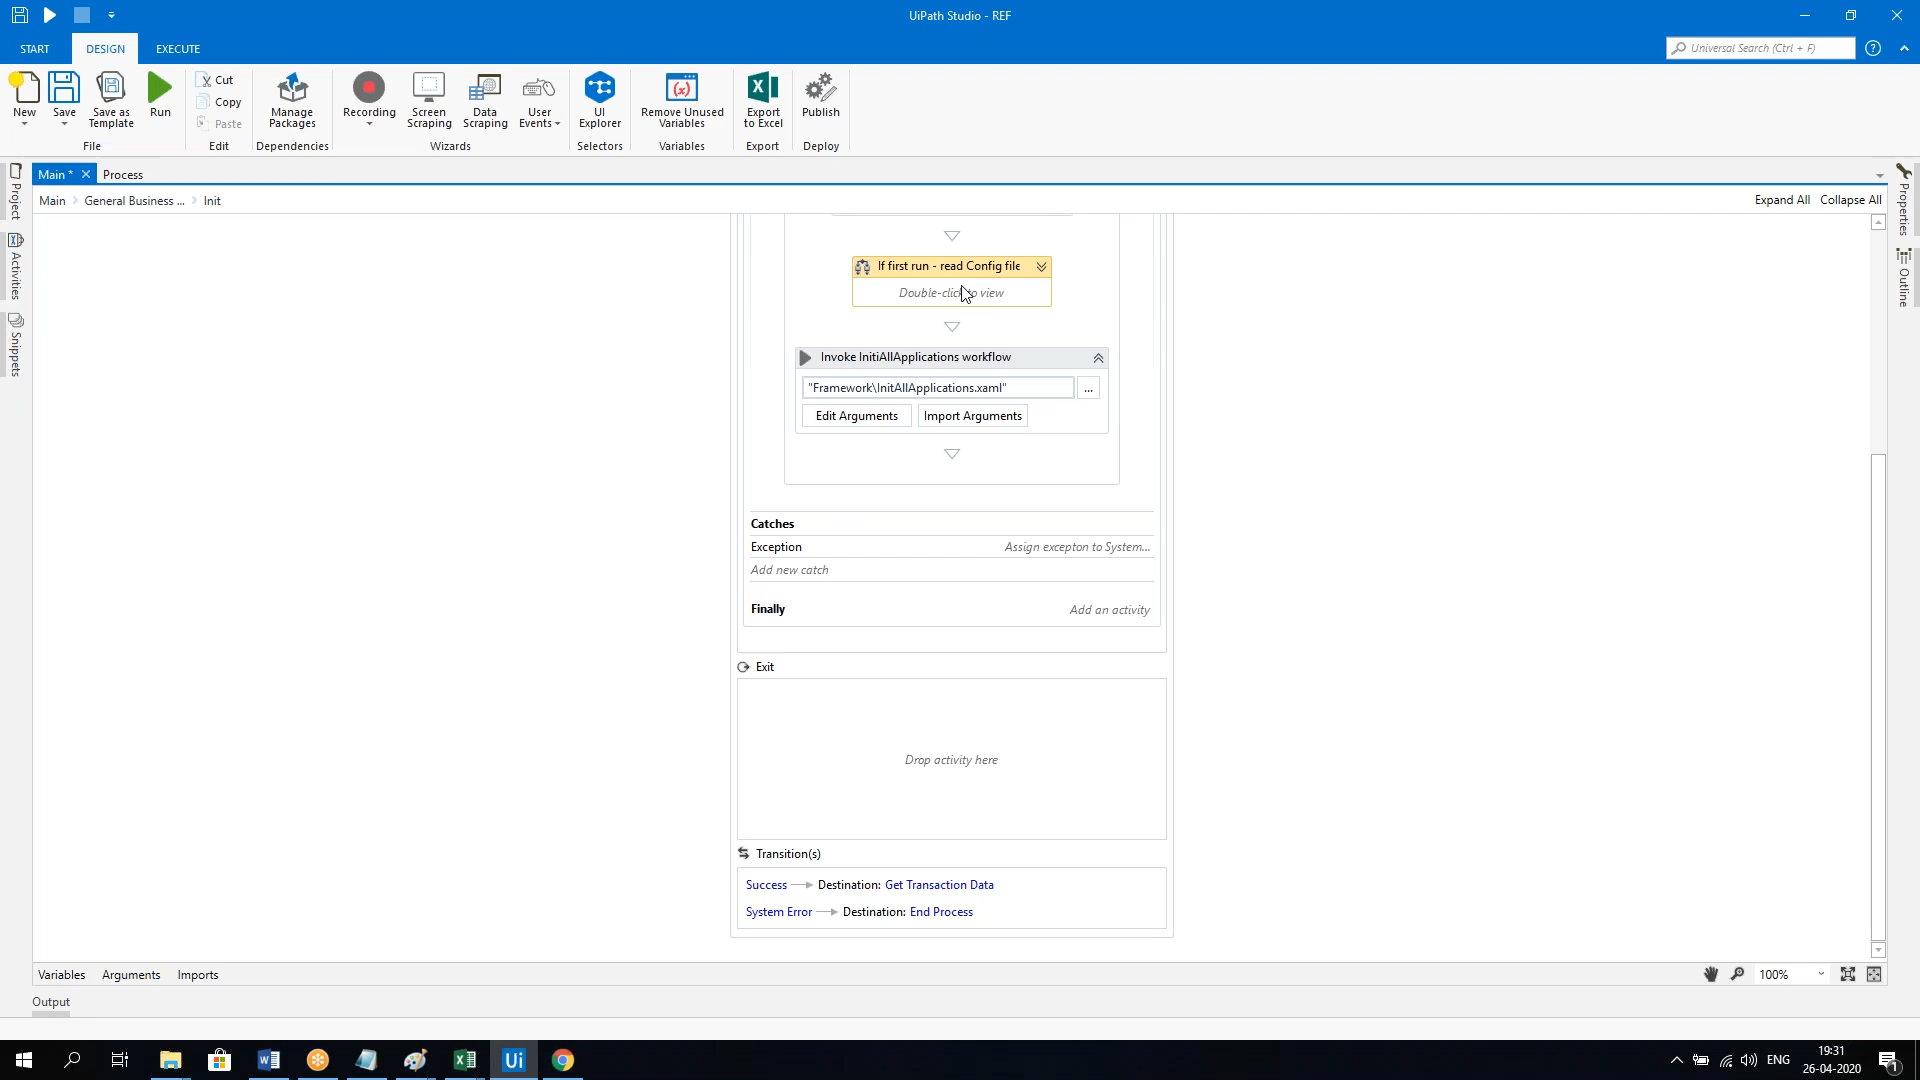 UiPath Studio - REF
START
DESIGN
EXECUTE
Universal Search (Ctrl + F)
New
Save
Save as
Template
Run
Cut
Copy
Paste
Manage
Packages
Recording
Screen
Scraping
Data
Scraping
User
Events
UI
Explorer
Remove Unused
Variables
Export
to Excel
Publish
File
Edit
Dependencies
Wizards
Selectors
Variables
Export
Deploy
Main *
Process
Main
General Business ...
Init
Expand All
Collapse All
Project
Activities
Snippets
Properties
Outline
If first run - read Config file
Double-click to view
Invoke InitiAllApplications workflow
"Framework\InitAllApplications.xaml"
...
Edit Arguments
Import Arguments
Catches
Exception
Assign excepton to System...
Add new catch
Finally
Add an activity
Exit
Drop activity here
Transition(s)
Success
Destination: Get Transaction Data
System Error
Destination: End Process
Variables
Arguments
Imports
100%
Output
Ui
ENG
19:31
26-04-2020
1